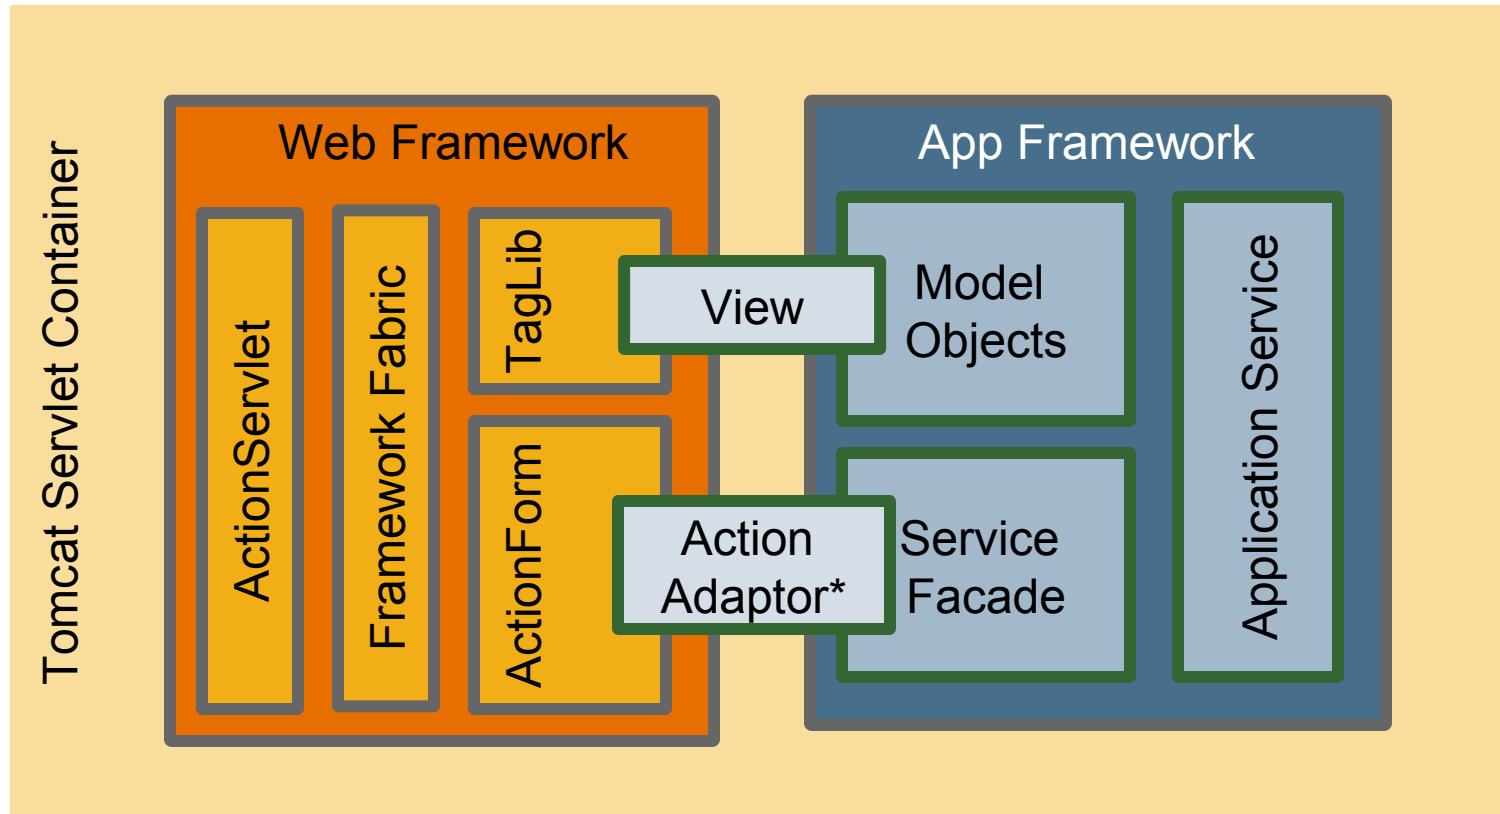 Tomcat Servlet Container
Web Framework
ActionServlet
Framework Fabric
TagLib
ActionForm
View
Action
Adaptor*
App Framework
Model
Objects
Service
Facade
Application Service